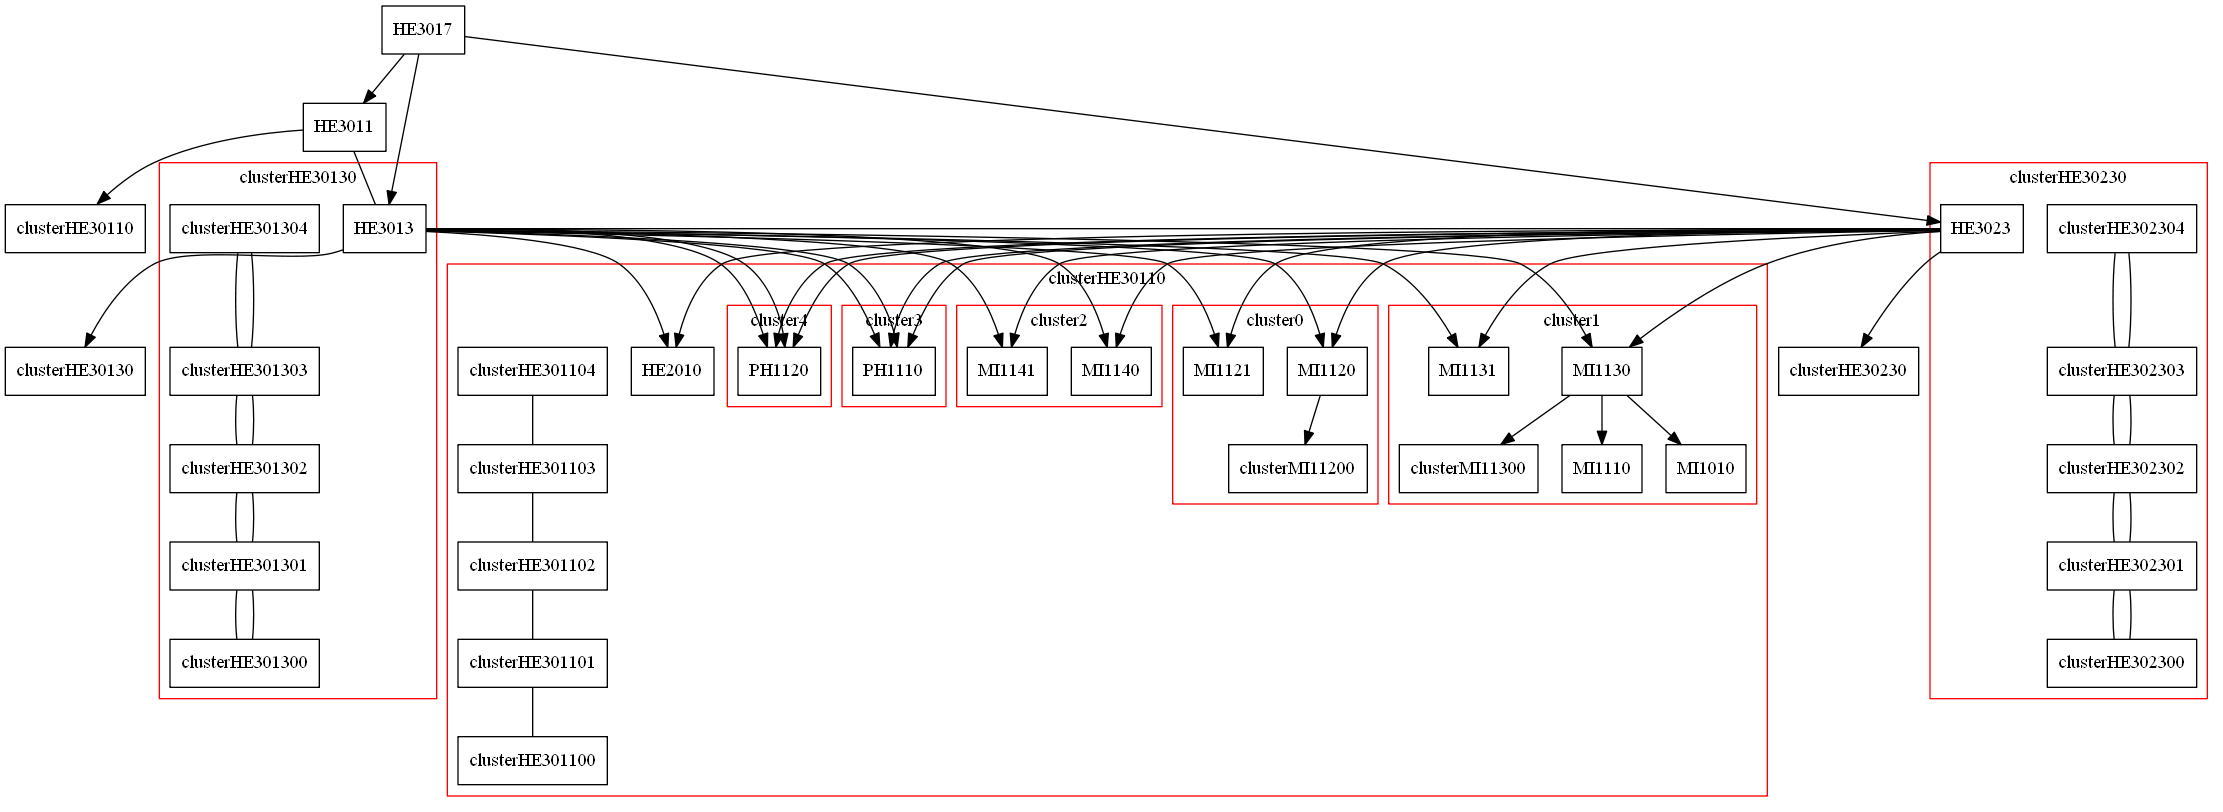 HE3017
HE3011
clusterHE30130
clusterHE30230
clusterHE30110
clusterHE301304
HE3013
HE3023
clusterHE302304
clusterHE30110
cluster4
cluster3
cluster2
cluster0
cluster1
clusterHE30130
clusterHE301303
clusterHE301104
HE2010
PH1120
PH1110
MI1141
MI1140
MI1121
MI1120
MI1131
MI1130
clusterHE30230
clusterHE302303
clusterHE301302
clusterHE301103
clusterMI11200
clusterMI11300
MI1110
MI1010
clusterHE302302
clusterHE301301
clusterHE301102
clusterHE302301
clusterHE301300
clusterHE301101
clusterHE302300
clusterHE301100